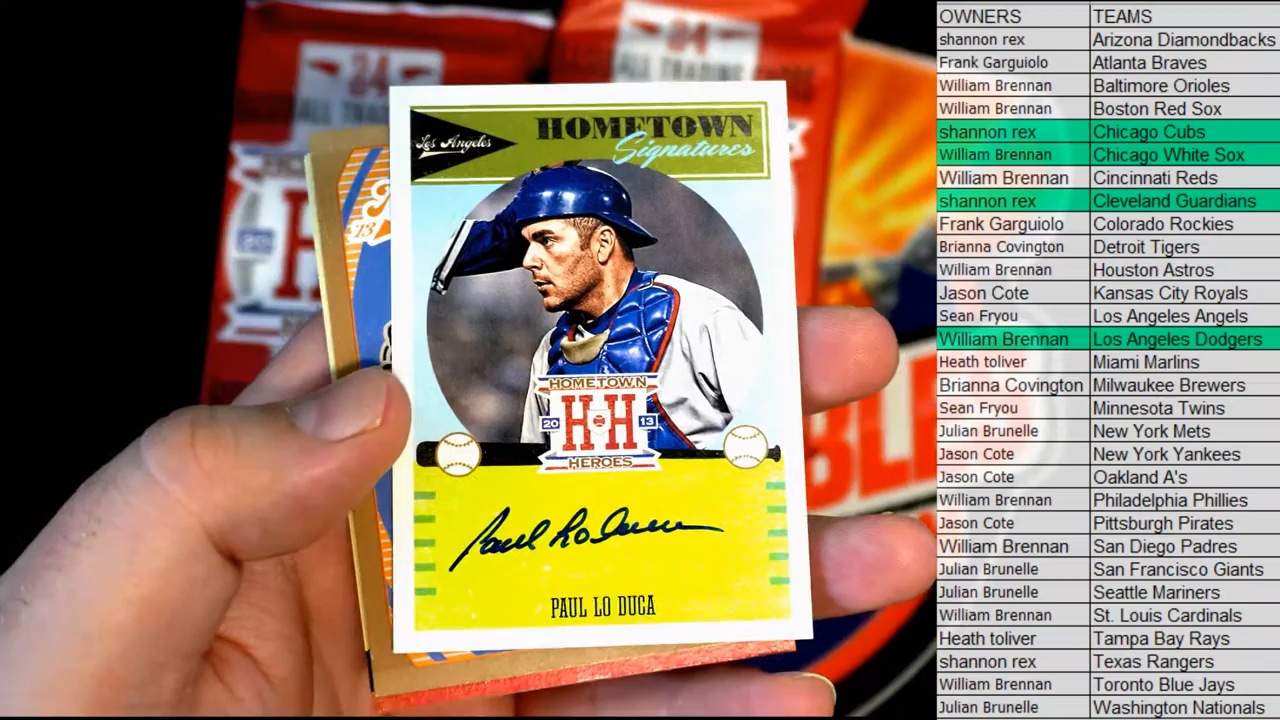 Los Angeles
HOMETOWN
Signatures
'13
HOMETOWN
20 HH 13
HEROES
Paul Lo Duca
PAUL LO DUCA
OWNERS TEAMS
shannon rex Arizona Diamondbacks
Frank Garguiolo Atlanta Braves
William Brennan Baltimore Orioles
William Brennan Boston Red Sox
shannon rex Chicago Cubs
William Brennan Chicago White Sox
William Brennan Cincinnati Reds
shannon rex Cleveland Guardians
Frank Garguiolo Colorado Rockies
Brianna Covington Detroit Tigers
William Brennan Houston Astros
Jason Cote Kansas City Royals
Sean Fryou Los Angeles Angels
William Brennan Los Angeles Dodgers
Heath toliver Miami Marlins
Brianna Covington Milwaukee Brewers
Sean Fryou Minnesota Twins
Julian Brunelle New York Mets
Jason Cote New York Yankees
Jason Cote Oakland A's
William Brennan Philadelphia Phillies
Jason Cote Pittsburgh Pirates
William Brennan San Diego Padres
Julian Brunelle San Francisco Giants
Julian Brunelle Seattle Mariners
William Brennan St. Louis Cardinals
Heath toliver Tampa Bay Rays
shannon rex Texas Rangers
William Brennan Toronto Blue Jays
Julian Brunelle Washington Nationals